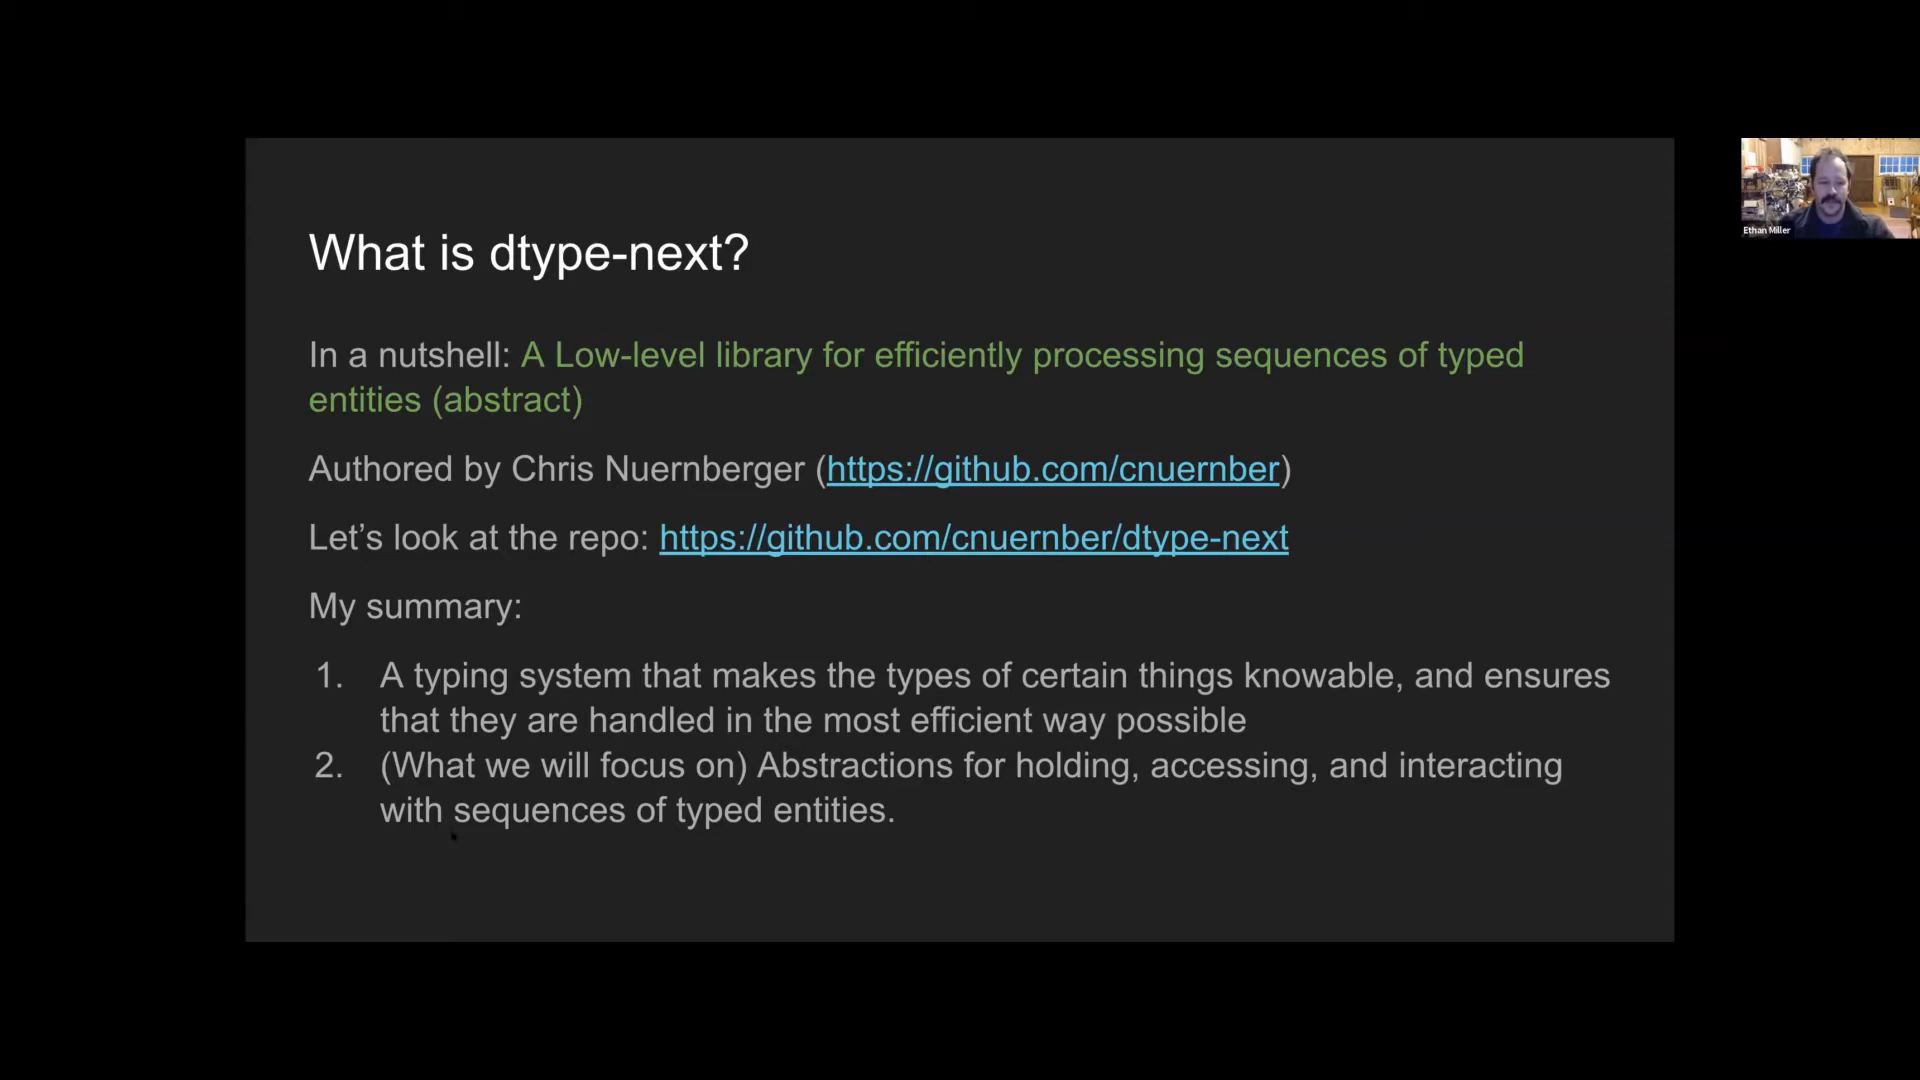 What is dtype-next?
In a nutshell: A Low-level library for efficiently processing sequences of typed
entities (abstract)
Authored by Chris Nuernberger (https://github.com/cnuernber)
Let’s look at the repo: https://github.com/cnuernber/dtype-next
My summary:
1. A typing system that makes the types of certain things knowable, and ensures
that they are handled in the most efficient way possible
2. (What we will focus on) Abstractions for holding, accessing, and interacting
with sequences of typed entities.
Ethan Miller